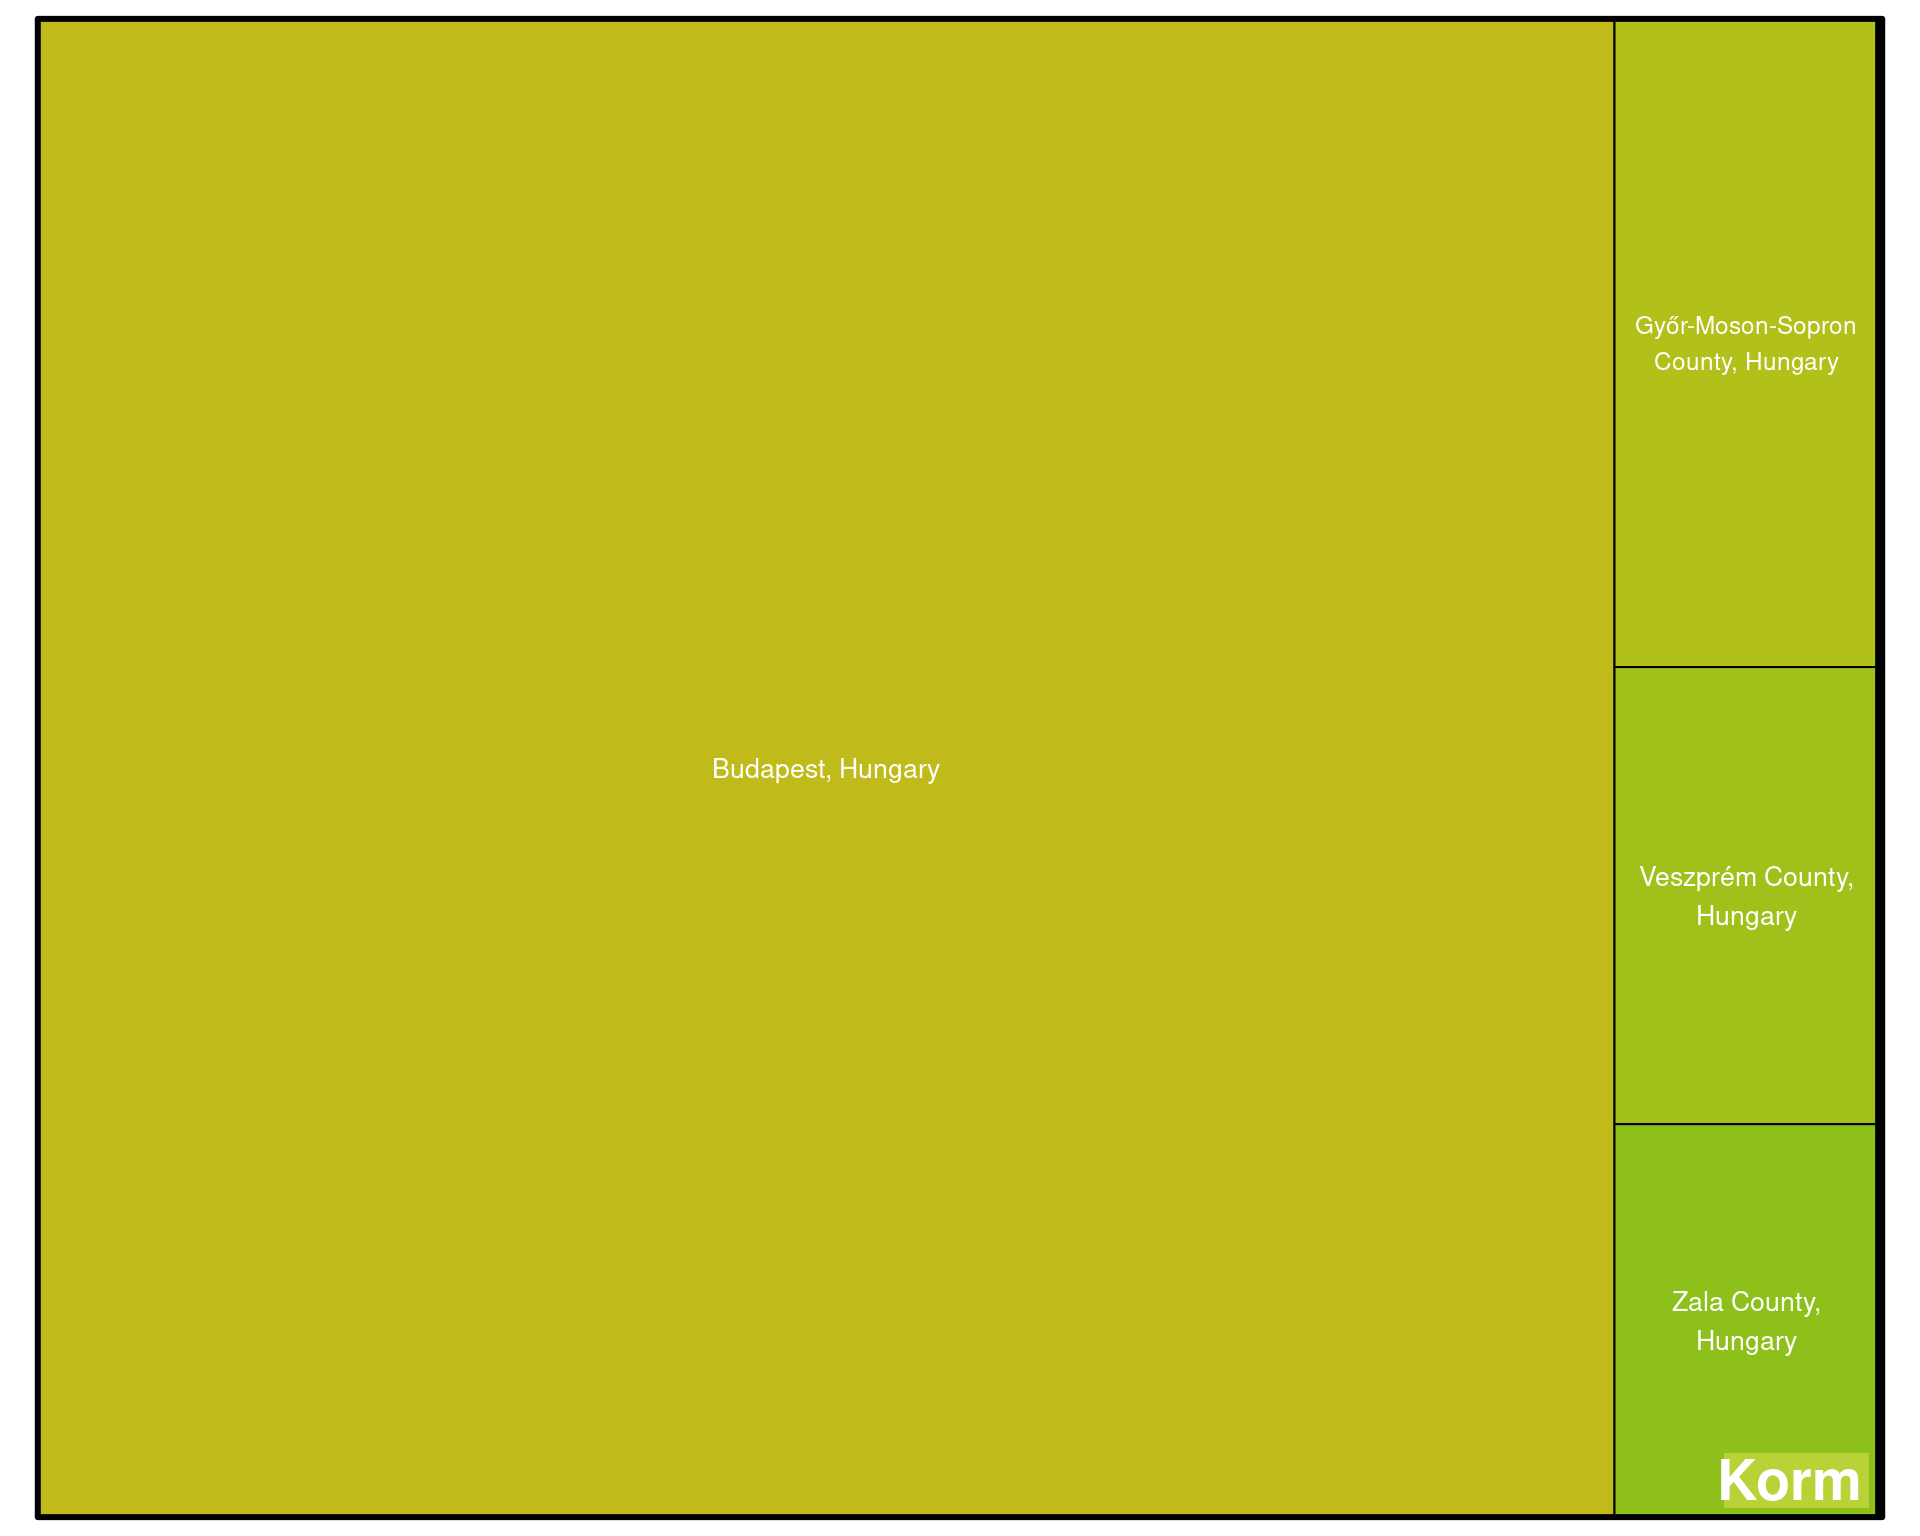 Győr-Moson-Sopron
County, Hungary
Budapest, Hungary
Veszprém County,
Hungary
Zala County,
Hungary
Korm